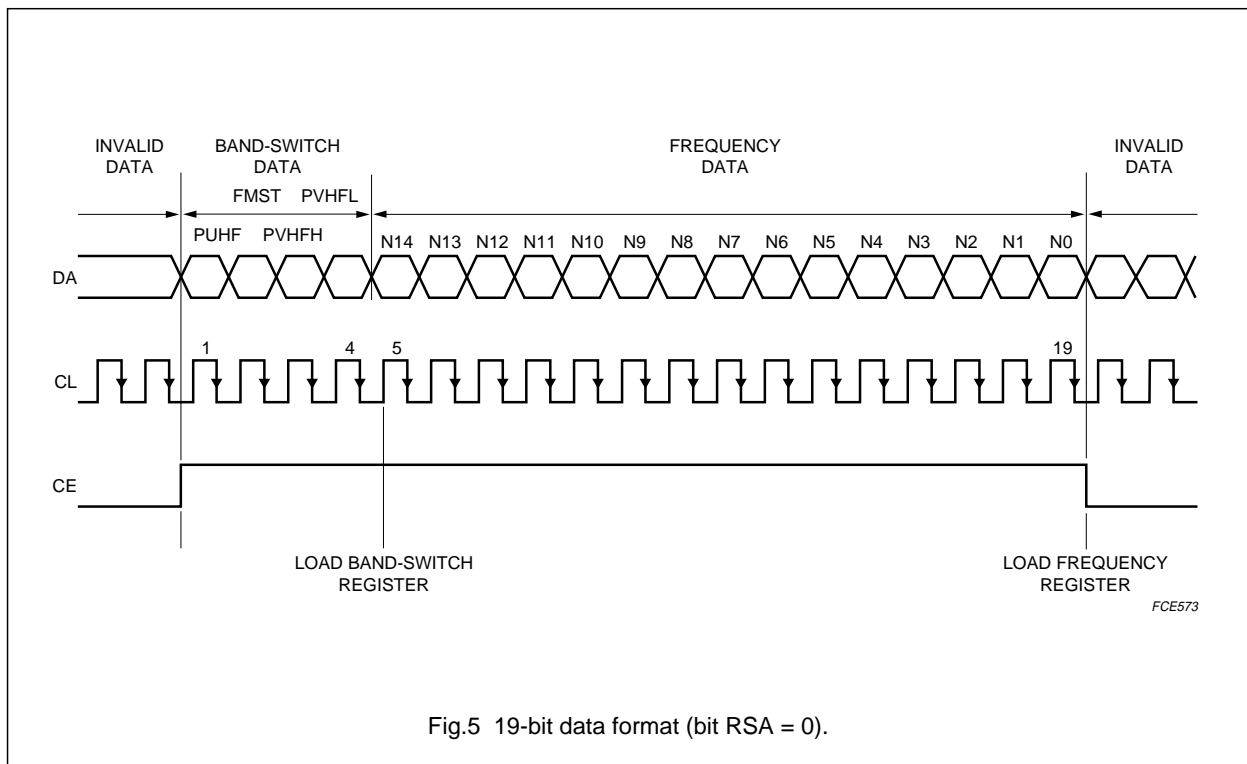 INVALID
DATA
BAND-SWITCH
DATA
FREQUENCY
DATA
INVALID
DATA
FMST PVHFL
PUHF PVHFH
N14 N13 N12 N11 N10 N9 N8 N7 N6 N5 N4 N3 N2 N1 N0
DA
1 4 5 19
CL
CE
LOAD BAND-SWITCH
REGISTER
LOAD FREQUENCY
REGISTER
FCE573
Fig.5 19-bit data format (bit RSA = 0).